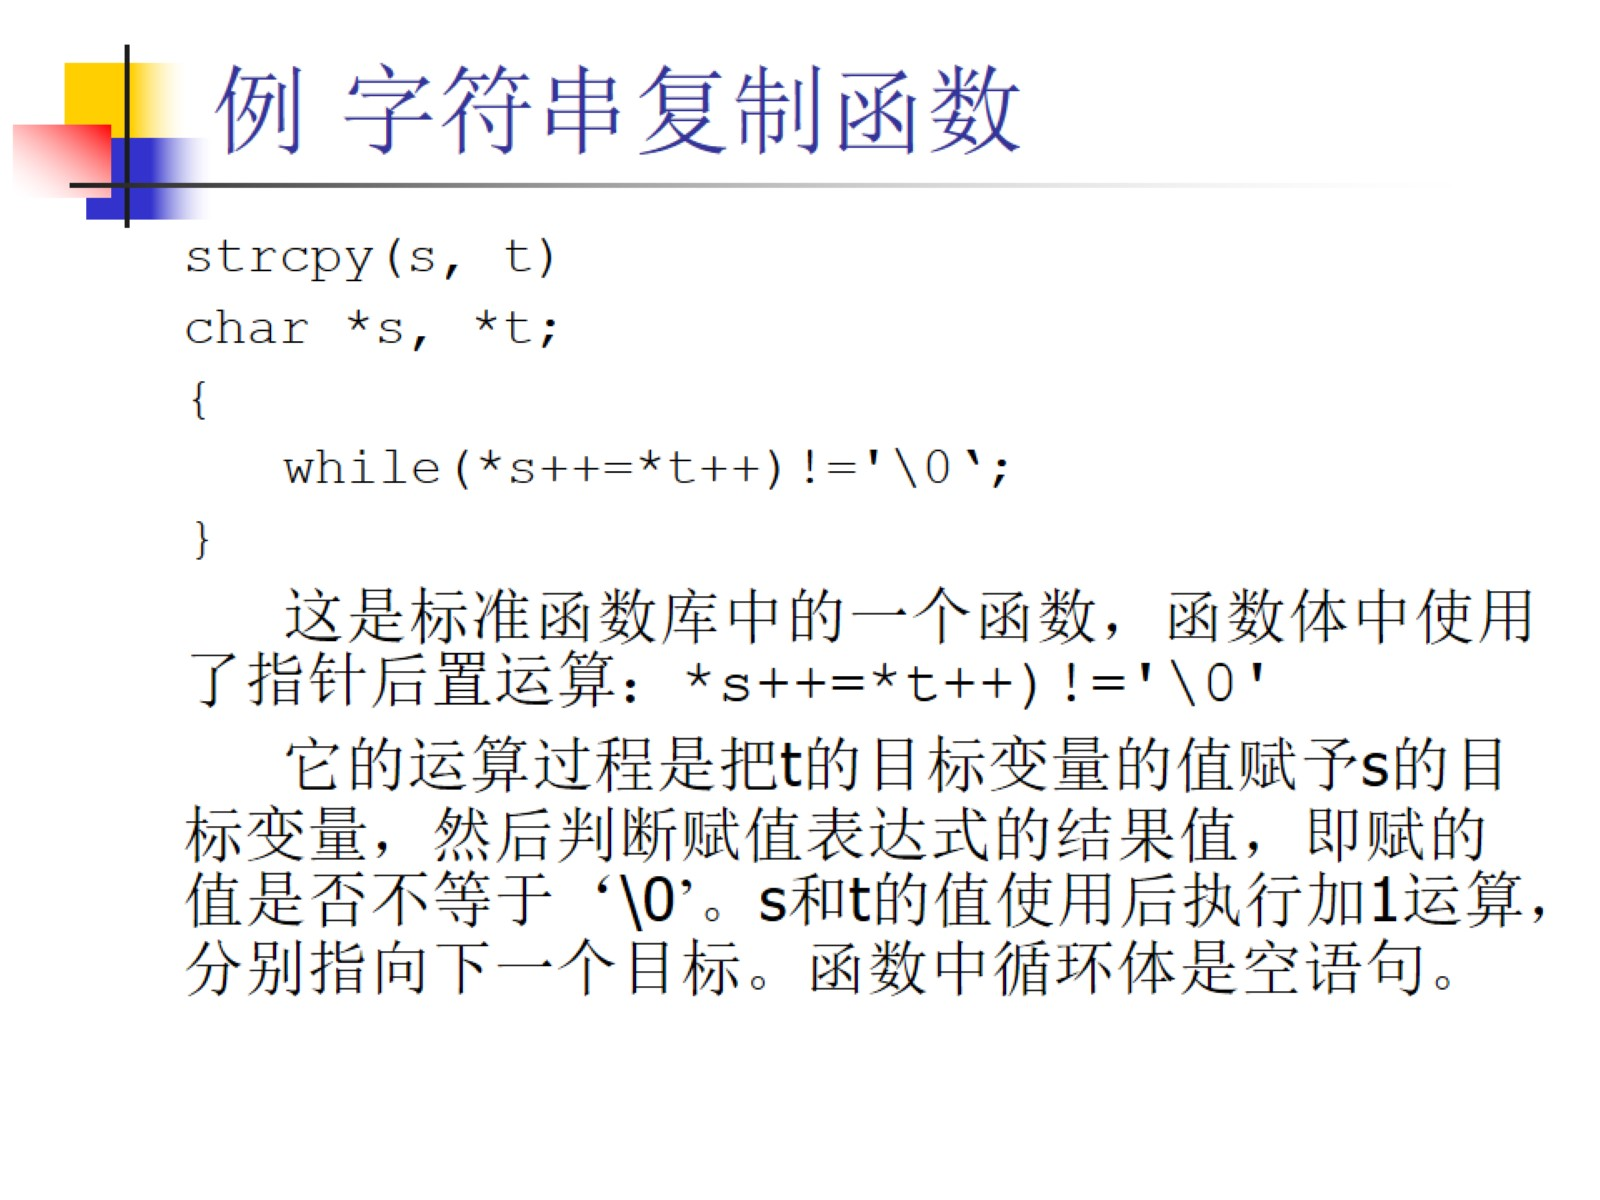 例 字符串复制函数
strcpy(s, t)
char *s, *t;
{
while(*s++=*t++)!='\0‘;
}
这是标准函数库中的一个函数，函数体中使用
了指针后置运算：*s++=*t++)!='\0'
它的运算过程是把t的目标变量的值赋予s的目
标变量，然后判断赋值表达式的结果值，即赋的
值是否不等于‘\0’。s和t的值使用后执行加1运算，
分别指向下一个目标。函数中循环体是空语句。